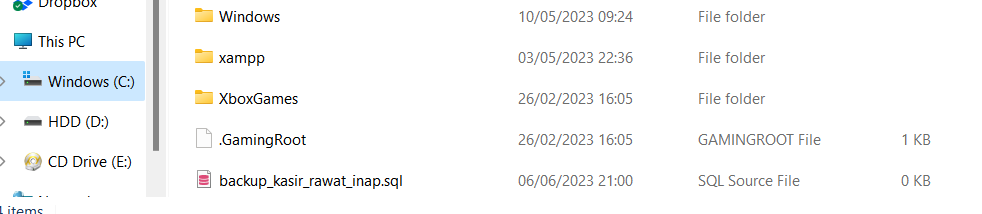 Dropbox
This PC
Windows (C:)
HDD (D:)
CD Drive (E:)
Windows 10/05/2023 09:24 File folder
xampp 03/05/2023 22:36 File folder
XboxGames 26/02/2023 16:05 File folder
.GamingRoot 26/02/2023 16:05 GAMINGROOT File 1 KB
backup_kasir_rawat_inap.sql 06/06/2023 21:00 SQL Source File 0 KB
items